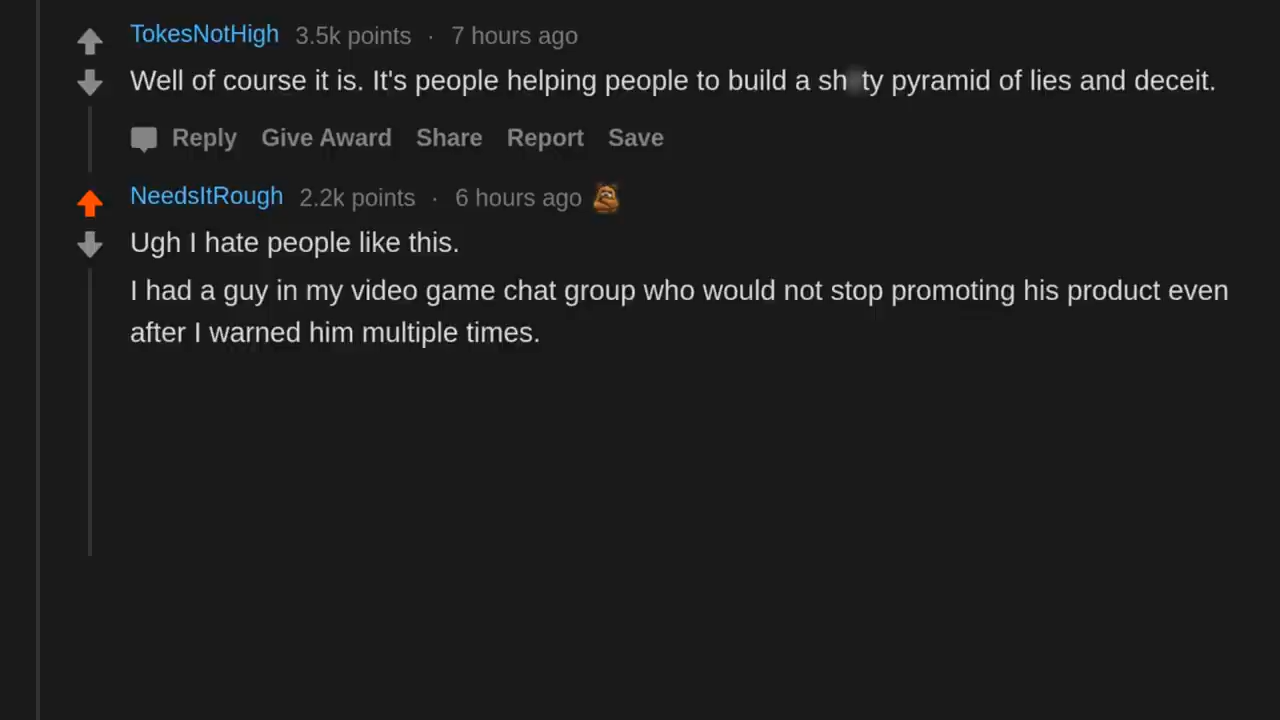 TokesNotHigh 3.5k points · 7 hours ago
Well of course it is. It's people helping people to build a sh ty pyramid of lies and deceit.
Reply Give Award Share Report Save
NeedsItRough 2.2k points · 6 hours ago
Ugh I hate people like this.
I had a guy in my video game chat group who would not stop promoting his product even
after I warned him multiple times.